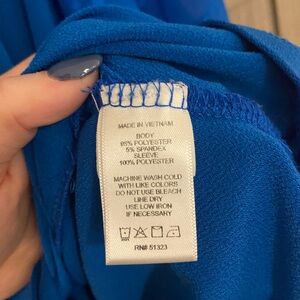 MADE IN VIETNAM
BODY
95% POLYESTER
5% SPANDEX
SLEEVE
100% POLYESTER
MACHINE WASH COLD
WITH LIKE COLORS
DO NOT USE BLEACH
LINE DRY
USE LOW IRON
IF NECESSARY
RN# 51323